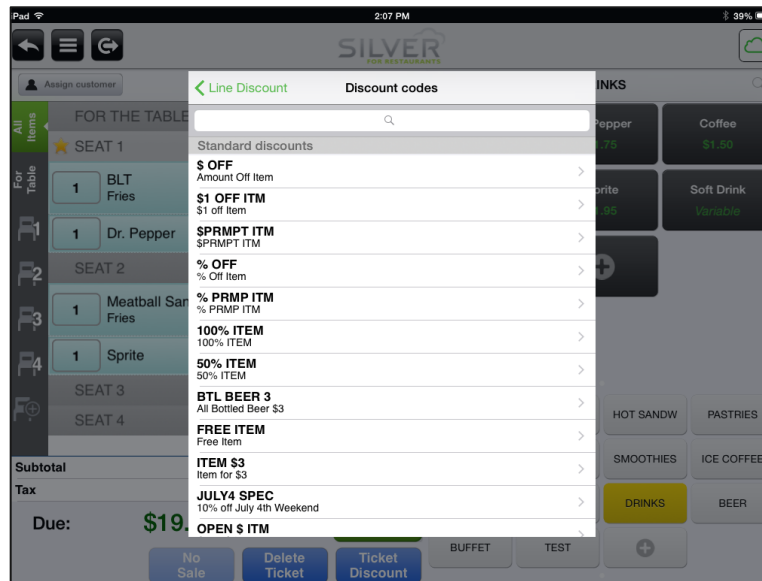 iPad 2:07 PM 39%
SILVER
FOR RESTAURANTS
Assign customer
Line Discount Discount codes
Standard discounts
$ OFF
Amount Off Item
$1 OFF ITM
$1 off Item
$PRMPT ITM
$PRMPT ITM
% OFF
% Off Item
% PRMP ITM
% PRMP ITM
100% ITEM
100% ITEM
50% ITEM
50% ITEM
BTL BEER 3
All Bottled Beer $3
FREE ITEM
Free Item
ITEM $3
Item for $3
JULY4 SPEC
10% off July 4th Weekend
OPEN $ ITM
All Items
For Table
1
2
3
4
FOR THE TABLE
SEAT 1
1 BLT
Fries
1 Dr. Pepper
SEAT 2
1 Meatball San
Fries
1 Sprite
SEAT 3
SEAT 4
Subtotal
Tax
Due: $19.
No Sale
Delete Ticket
Ticket Discount
INKS
Pepper
.75
Coffee
$1.50
prite
.95
Soft Drink
Variable
HOT SANDW
PASTRIES
SMOOTHIES
ICE COFFEE
DRINKS
BEER
BUFFET
TEST